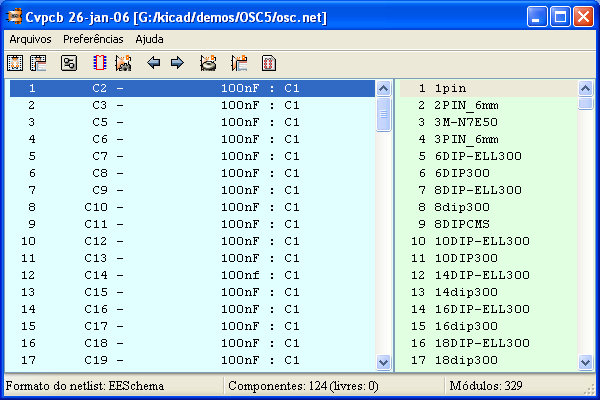 Cvpcb 26-jan-06 [G:/kicad/demos/OSC5/osc.net]
Arquivos Preferências Ajuda
1 C2 - 100nF : C1
2 C3 - 100nF : C1
3 C5 - 100nF : C1
4 C6 - 100nF : C1
5 C7 - 100nF : C1
6 C8 - 100nF : C1
7 C9 - 100nF : C1
8 C10 - 100nF : C1
9 C11 - 100nF : C1
10 C12 - 100nF : C1
11 C13 - 100nF : C1
12 C14 - 100nf : C1
13 C15 - 100nF : C1
14 C16 - 100nF : C1
15 C17 - 100nF : C1
16 C18 - 100nF : C1
17 C19 - 100nF : C1
1 1pin
2 2PIN_6mm
3 3M-N7E50
4 3PIN_6mm
5 6DIP-ELL300
6 6DIP300
7 8DIP-ELL300
8 8dip300
9 8DIPCMS
10 10DIP-ELL300
11 10DIP300
12 14DIP-ELL300
13 14dip300
14 16DIP-ELL300
15 16dip300
16 18DIP-ELL300
17 18dip300
Formato do netlist: EESchema
Componentes: 124 (livres: 0)
Módulos: 329